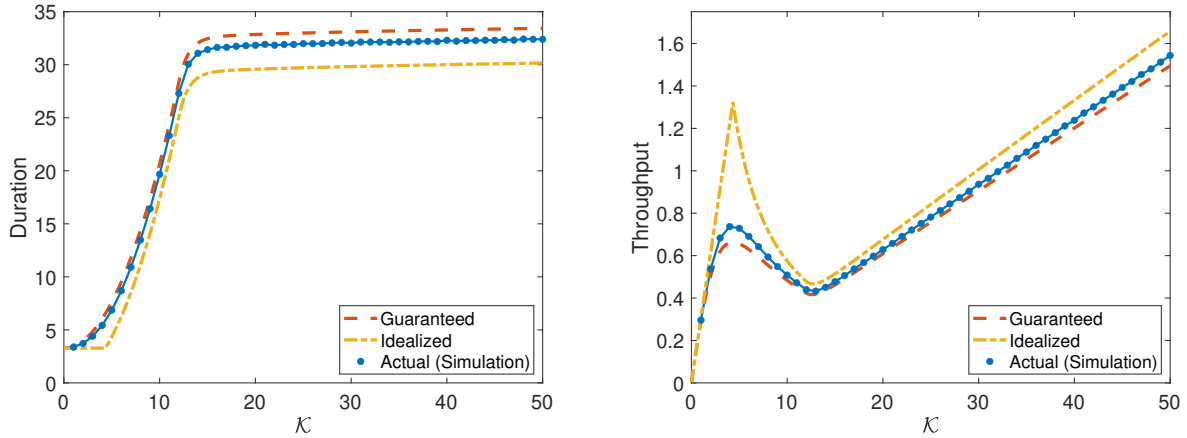 35
30
25
20
15
10
5
0
Duration
0 10 20 30 40 50
𝒦
Guaranteed
Idealized
Actual (Simulation)
1.6
1.4
1.2
1
0.8
0.6
0.4
0.2
0
Throughput
0 10 20 30 40 50
𝒦
Guaranteed
Idealized
Actual (Simulation)